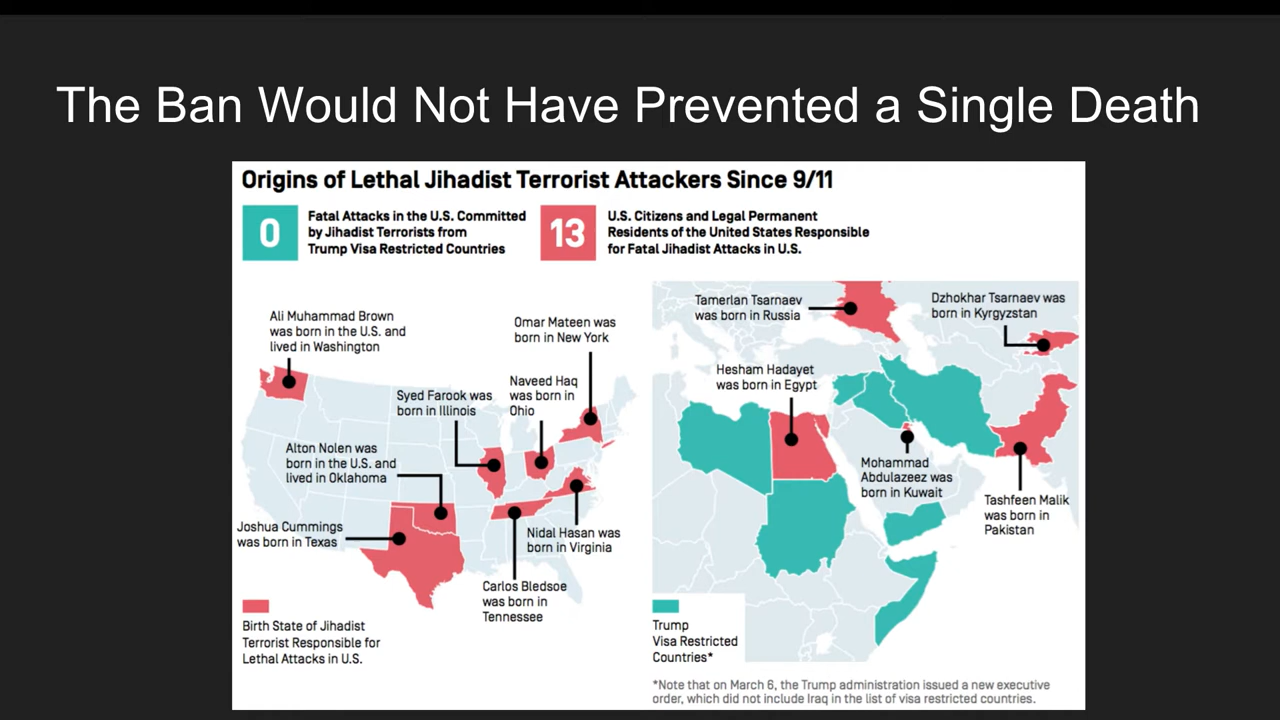 The Ban Would Not Have Prevented a Single Death
Origins of Lethal Jihadist Terrorist Attackers Since 9/11
0
Fatal Attacks in the U.S. Committed
by Jihadist Terrorists from
Trump Visa Restricted Countries
13
U.S. Citizens and Legal Permanent
Residents of the United States Responsible
for Fatal Jihadist Attacks in U.S.
Ali Muhammad Brown
was born in the U.S. and
lived in Washington
Omar Mateen was
born in New York
Syed Farook was
born in Illinois
Naveed Haq
was born in
Ohio
Alton Nolen was
born in the U.S. and
lived in Oklahoma
Joshua Cummings
was born in Texas
Nidal Hasan was
born in Virginia
Carlos Bledsoe
was born in
Tennessee
Birth State of Jihadist
Terrorist Responsible for
Lethal Attacks in U.S.
Tamerlan Tsarnaev
was born in Russia
Dzhokhar Tsarnaev was
born in Kyrgyzstan
Hesham Hadayet
was born in Egypt
Mohammad
Abdulazeez was
born in Kuwait
Tashfeen Malik
was born in
Pakistan
Trump
Visa Restricted
Countries*
*Note that on March 6, the Trump administration issued a new executive
order, which did not include Iraq in the list of visa restricted countries.